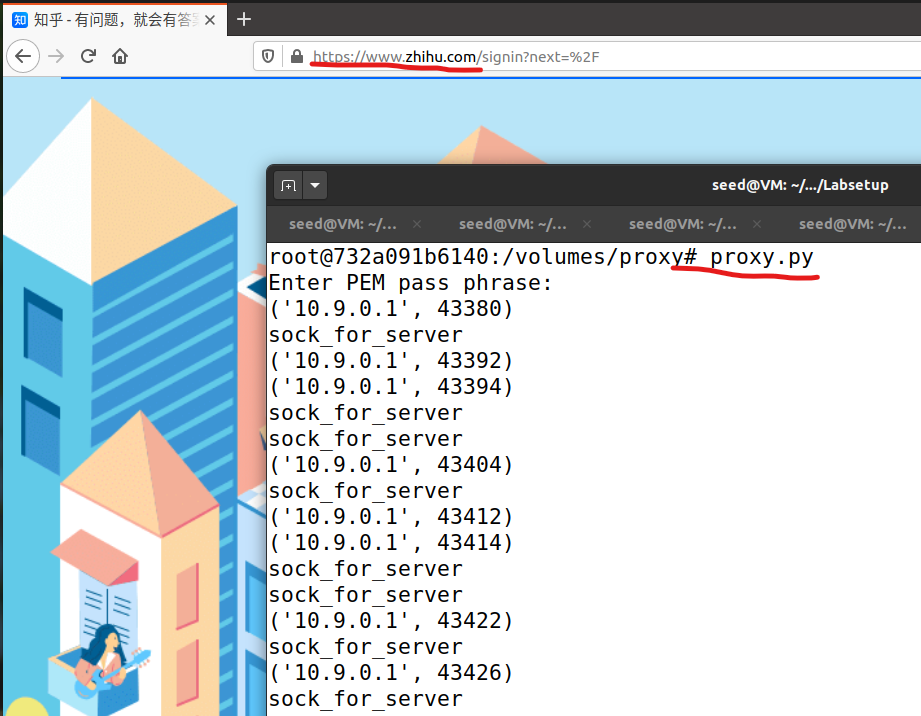 知 知乎 - 有问题，就会有答案
https://www.zhihu.com/signin?next=%2F
seed@VM: ~/.../Labsetup
seed@VM: ~/... seed@VM: ~/... seed@VM: ~/... seed@VM: ~/...
root@732a091b6140:/volumes/proxy# proxy.py
Enter PEM pass phrase:
('10.9.0.1', 43380)
sock_for_server
('10.9.0.1', 43392)
('10.9.0.1', 43394)
sock_for_server
sock_for_server
('10.9.0.1', 43404)
sock_for_server
('10.9.0.1', 43412)
('10.9.0.1', 43414)
sock_for_server
sock_for_server
('10.9.0.1', 43422)
sock_for_server
('10.9.0.1', 43426)
sock_for_server